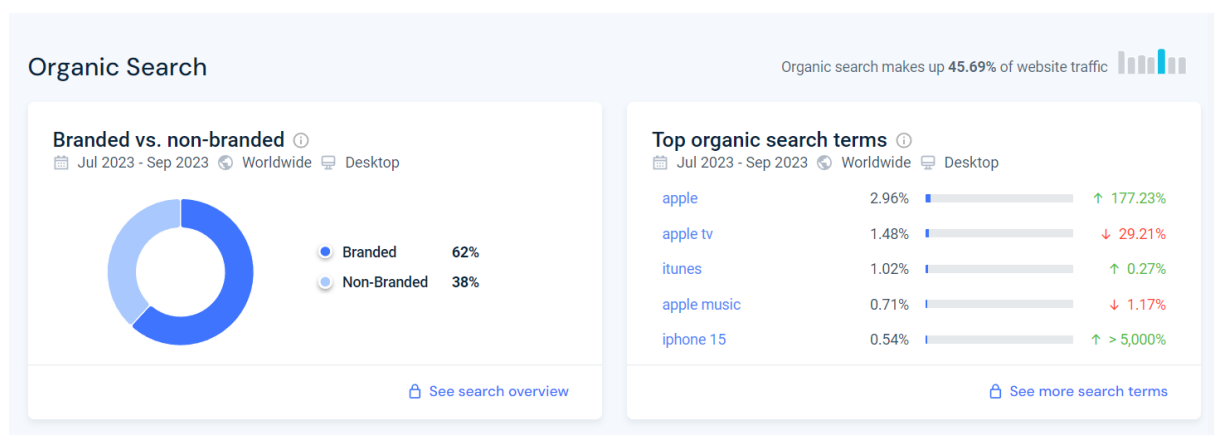 Organic Search
Organic search makes up 45.69% of website traffic
Branded vs. non-branded
Jul 2023 - Sep 2023 Worldwide Desktop
Branded 62%
Non-Branded 38%
See search overview
Top organic search terms
Jul 2023 - Sep 2023 Worldwide Desktop
apple 2.96% ↑ 177.23%
apple tv 1.48% ↓ 29.21%
itunes 1.02% ↑ 0.27%
apple music 0.71% ↓ 1.17%
iphone 15 0.54% ↑ > 5,000%
See more search terms